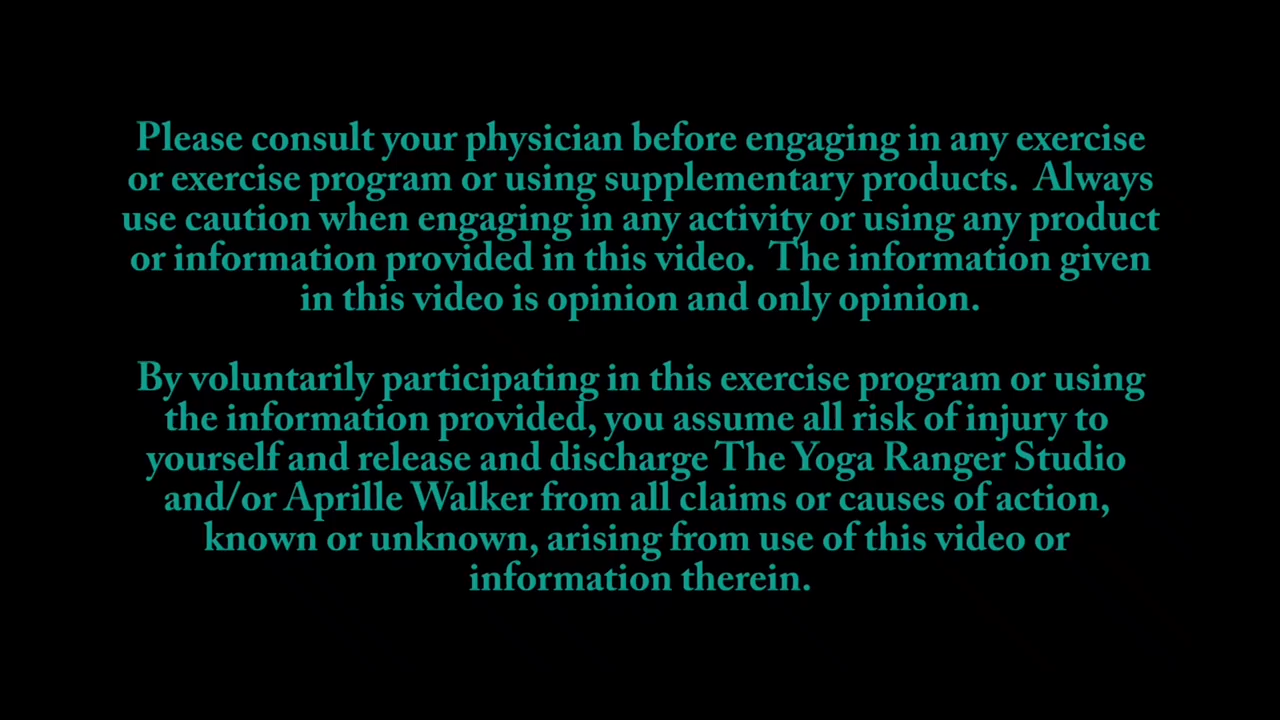 Please consult your physician before engaging in any exercise
or exercise program or using supplementary products.  Always
use caution when engaging in any activity or using any product
or information provided in this video.  The information given
in this video is opinion and only opinion.
By voluntarily participating in this exercise program or using
the information provided, you assume all risk of injury to
yourself and release and discharge The Yoga Ranger Studio
and/or Aprille Walker from all claims or causes of action,
known or unknown, arising from use of this video or
information therein.